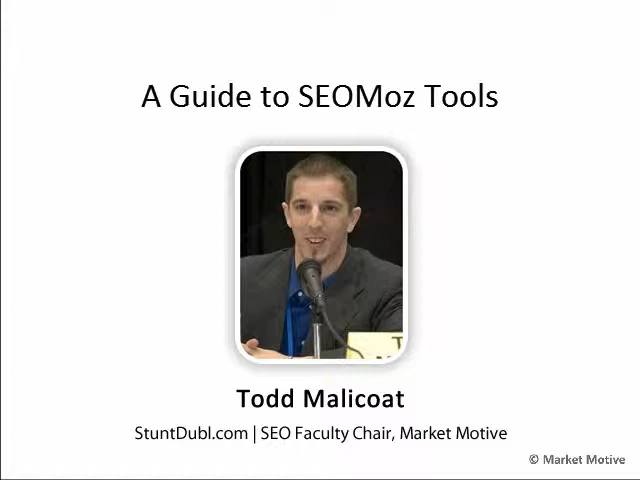 A Guide to SEOMoz Tools
T
Todd Malicoat
StuntDubl.com | SEO Faculty Chair, Market Motive
© Market Motive